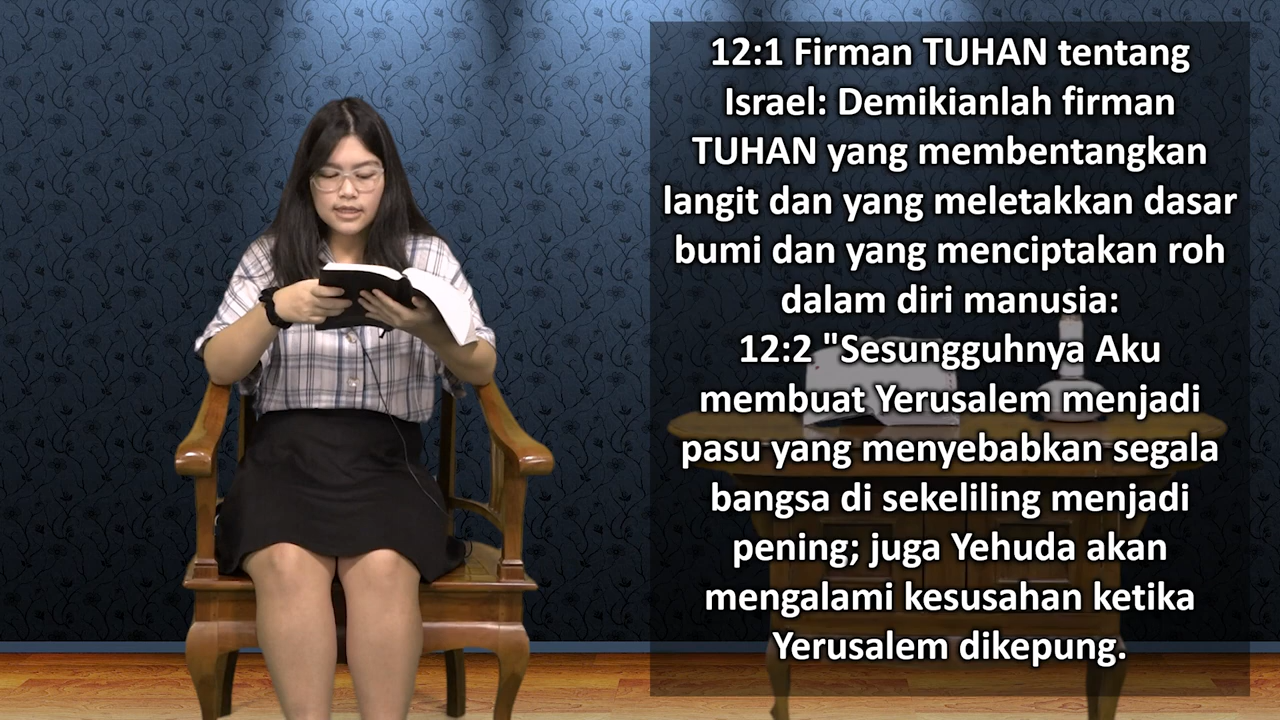 12:1 Firman TUHAN tentang
Israel: Demikianlah firman
TUHAN yang membentangkan
langit dan yang meletakkan dasar
bumi dan yang menciptakan roh
dalam diri manusia:
12:2 "Sesungguhnya Aku
membuat Yerusalem menjadi
pasu yang menyebabkan segala
bangsa di sekeliling menjadi
pening; juga Yehuda akan
mengalami kesusahan ketika
Yerusalem dikepung.